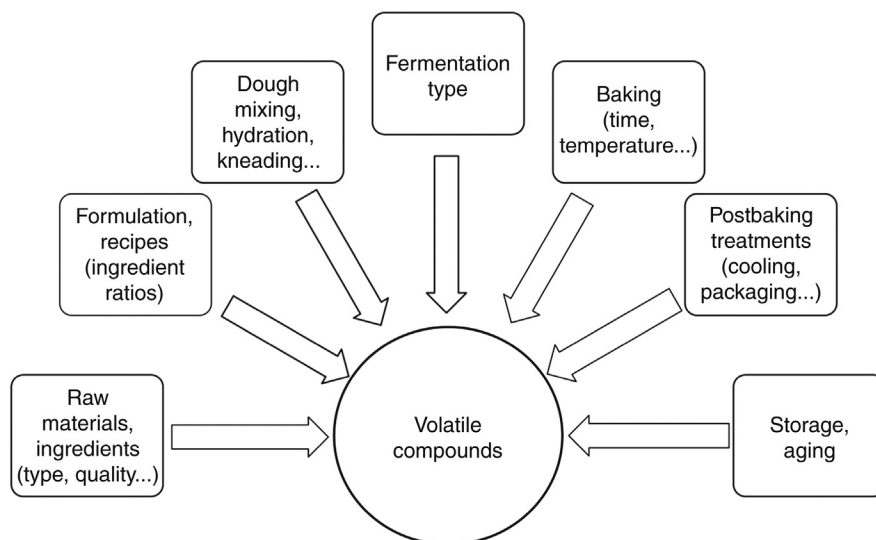 Fermentation
type
Dough
mixing,
hydration,
kneading...
Baking
(time,
temperature...)
Formulation,
recipes
(ingredient
ratios)
Postbaking
treatments
(cooling,
packaging...)
Raw
materials,
ingredients
(type, quality...)
Volatile
compounds
Storage,
aging